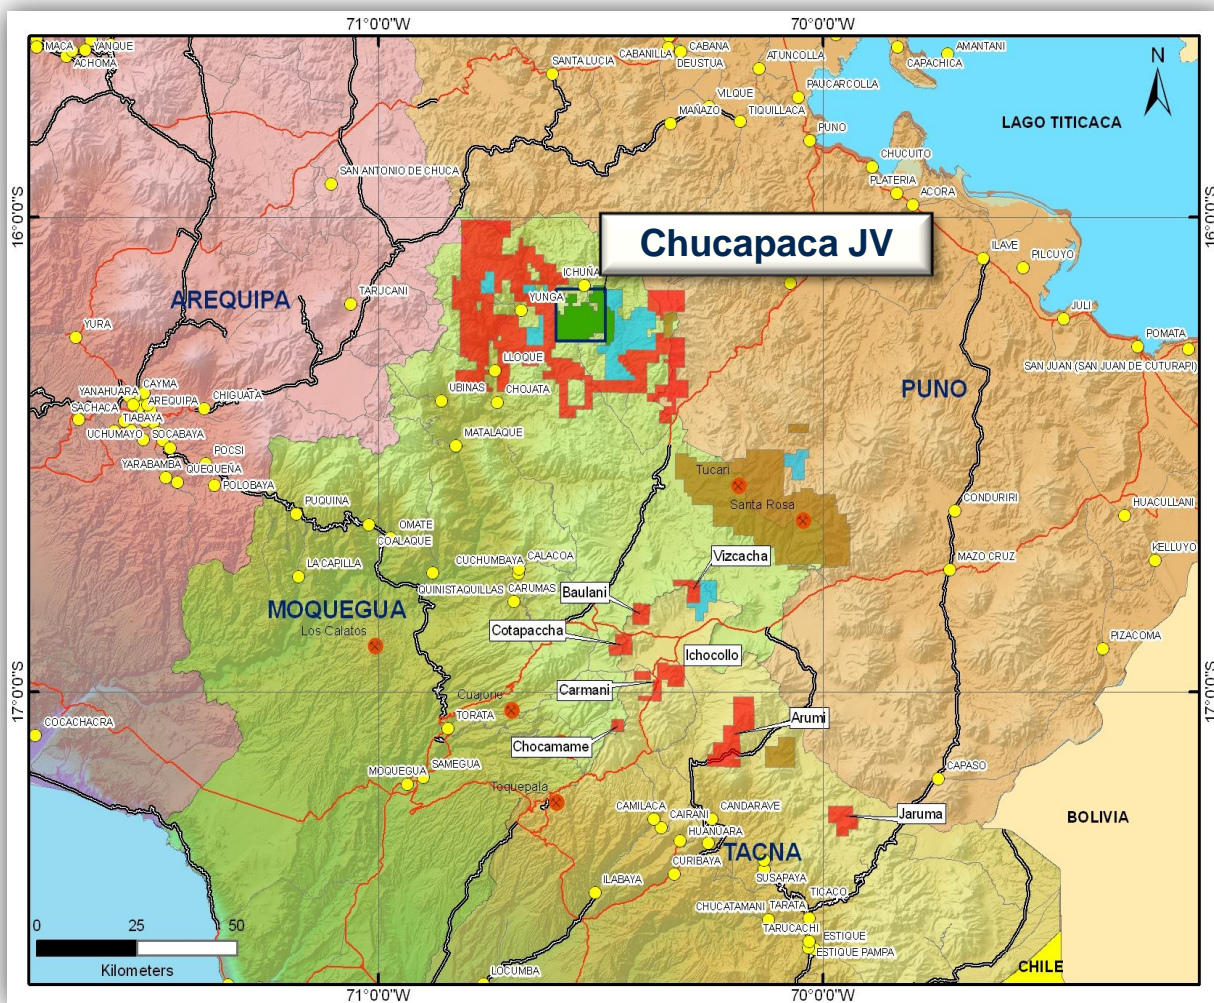 71°0'0"W
70°0'0"W
MACA
YANQUE
ACHOMA
SANTA LUCIA
CABANILLA
CABANA
DEUSTUA
ATUNCOLLA
CAPACHICA
AMANTANI
PAUCARCOLLA
VILQUE
MAÑAZO
TIQUILLACA
PUNO
LAGO TITICACA
N
CHUCUITO
PLATERIA
ACORA
SAN ANTONIO DE CHUCA
16°0'0"S
16°0'0"S
Chucapaca JV
ILAVE
PILCUYO
ICHUÑA
YUNGA
AREQUIPA
TARUCANI
JULI
YURA
POMATA
LLOQUE
SAN JUAN (SAN JUAN DE CUTURAPI)
PUNO
UBINAS
CHOJATA
CAYMA
YANAHUARA
SACHACA
AREQUIPA
CHIGUATA
TIABAYA
UCHUMAYO
SOCABAYA
MATALAQUE
POCSI
YARABAMBA
QUEQUEÑA
POLOBAYA
Tucari
Santa Rosa
PUQUINA
CONDURIRI
HUACULLANI
OMATE
COALAQUE
KELLUYO
LA CAPILLA
CUCHUMBAYA
CALACOA
MAZO CRUZ
Vizcacha
QUINISTAQUILLAS
CARUMAS
Baulani
MOQUEGUA
Los Calatos
Cotapaccha
PIZACOMA
Ichocollo
Carmani
17°0'0"S
17°0'0"S
Cuajone
COCACHACRA
TORATA
Arumi
Chocamame
SAMEGUA
MOQUEGUA
CAPASO
Toquepala
CAMILACA
CAIRANI
CANDARAVE
Jaruma
BOLIVIA
HUANUARA
TACNA
CURIBAYA
SUSAPAYA
ILABAYA
TICACO
CHUCATAMANI
TARATA
TARUCACHI
ESTIQUE
ESTIQUE PAMPA
0
25
50
Kilometers
LOCUMBA
CHILE
71°0'0"W
70°0'0"W